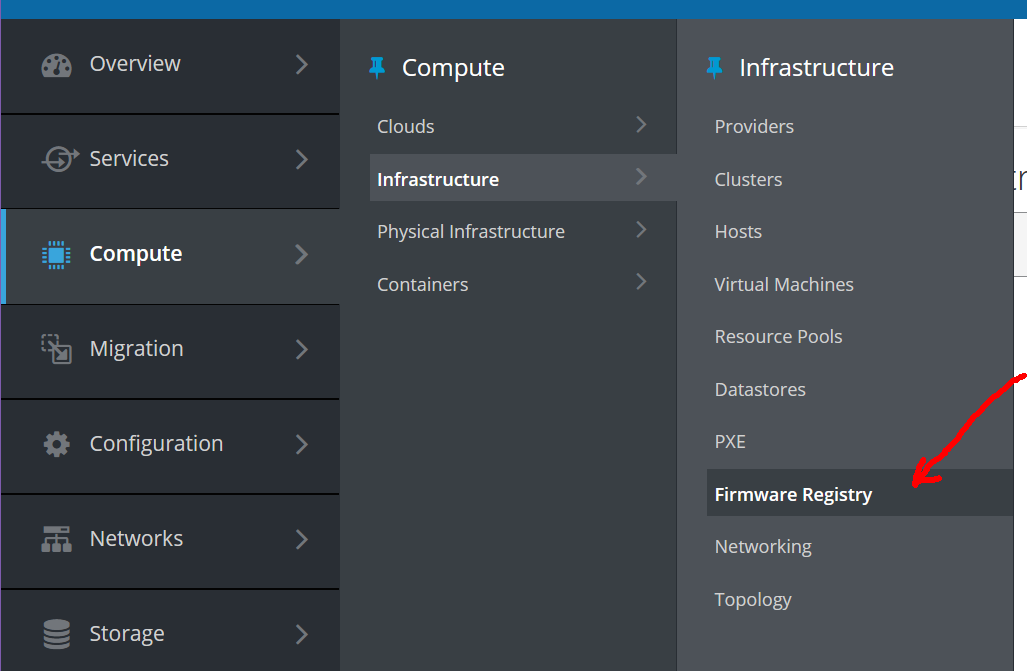 Overview
Services
Compute
Migration
Configuration
Networks
Storage
Compute
Clouds
Infrastructure
Physical Infrastructure
Containers
Infrastructure
Providers
Clusters
Hosts
Virtual Machines
Resource Pools
Datastores
PXE
Firmware Registry
Networking
Topology